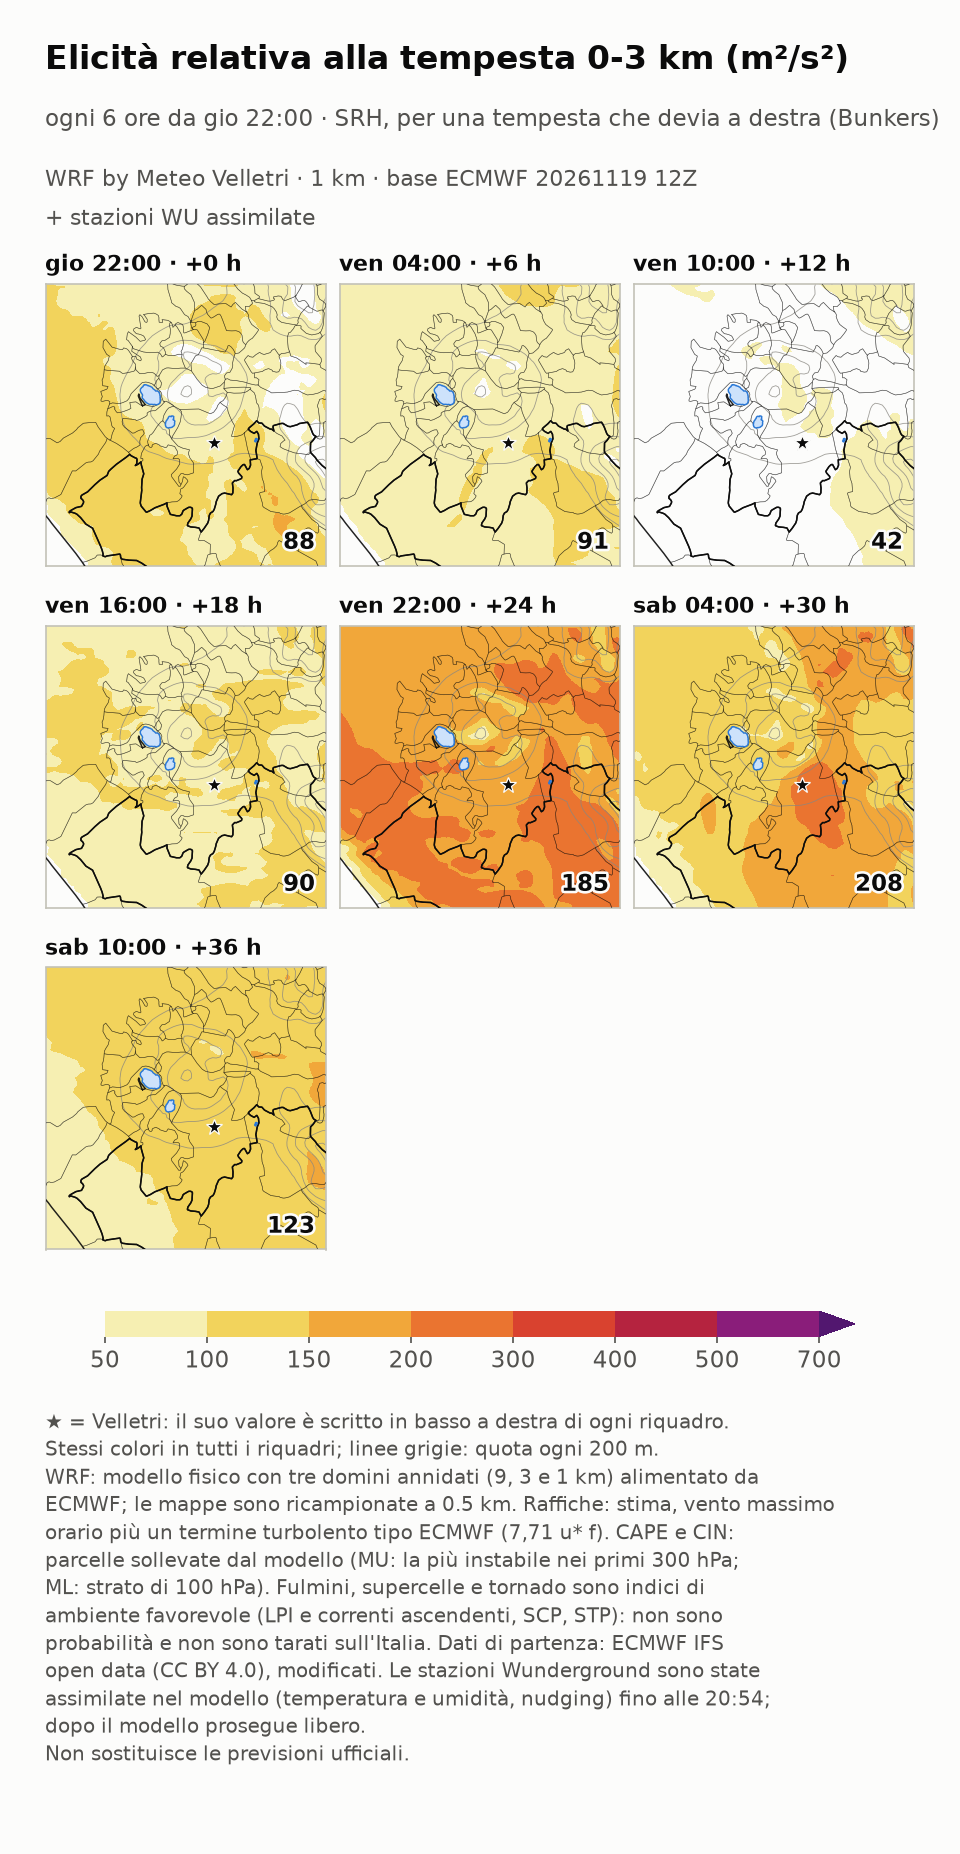 Elicità relativa alla tempesta 0-3 km (m²/s²)
ogni 6 ore da gio 22:00 · SRH, per una tempesta che devia a destra (Bunkers)
WRF by Meteo Velletri · 1 km · base ECMWF 20261119 12Z
+ stazioni WU assimilate
gio 22:00 · +0 h
ven 04:00 · +6 h
ven 10:00 · +12 h
88
91
42
ven 16:00 · +18 h
ven 22:00 · +24 h
sab 04:00 · +30 h
90
185
208
sab 10:00 · +36 h
123
50 100 150 200 300 400 500 700
★ = Velletri: il suo valore è scritto in basso a destra di ogni riquadro.
Stessi colori in tutti i riquadri; linee grigie: quota ogni 200 m.
WRF: modello fisico con tre domini annidati (9, 3 e 1 km) alimentato da
ECMWF; le mappe sono ricampionate a 0.5 km. Raffiche: stima, vento massimo
orario più un termine turbolento tipo ECMWF (7,71 u* f). CAPE e CIN:
parcelle sollevate dal modello (MU: la più instabile nei primi 300 hPa;
ML: strato di 100 hPa). Fulmini, supercelle e tornado sono indici di
ambiente favorevole (LPI e correnti ascendenti, SCP, STP): non sono
probabilità e non sono tarati sull'Italia. Dati di partenza: ECMWF IFS
open data (CC BY 4.0), modificati. Le stazioni Wunderground sono state
assimilate nel modello (temperatura e umidità, nudging) fino alle 20:54;
dopo il modello prosegue libero.
Non sostituisce le previsioni ufficiali.